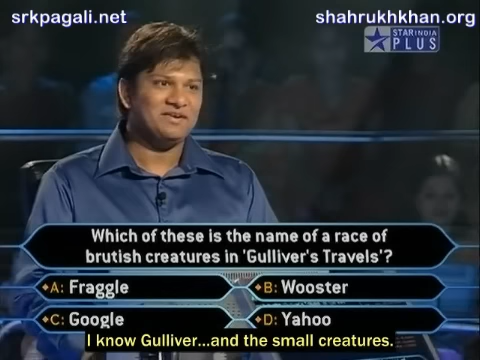 srkpagali.net
shahrukhkhan.org
STAR INDIA
PLUS
Which of these is the name of a race of
brutish creatures in 'Gulliver's Travels'?
A: Fraggle
B: Wooster
C: Google
D: Yahoo
I know Gulliver...and the small creatures.